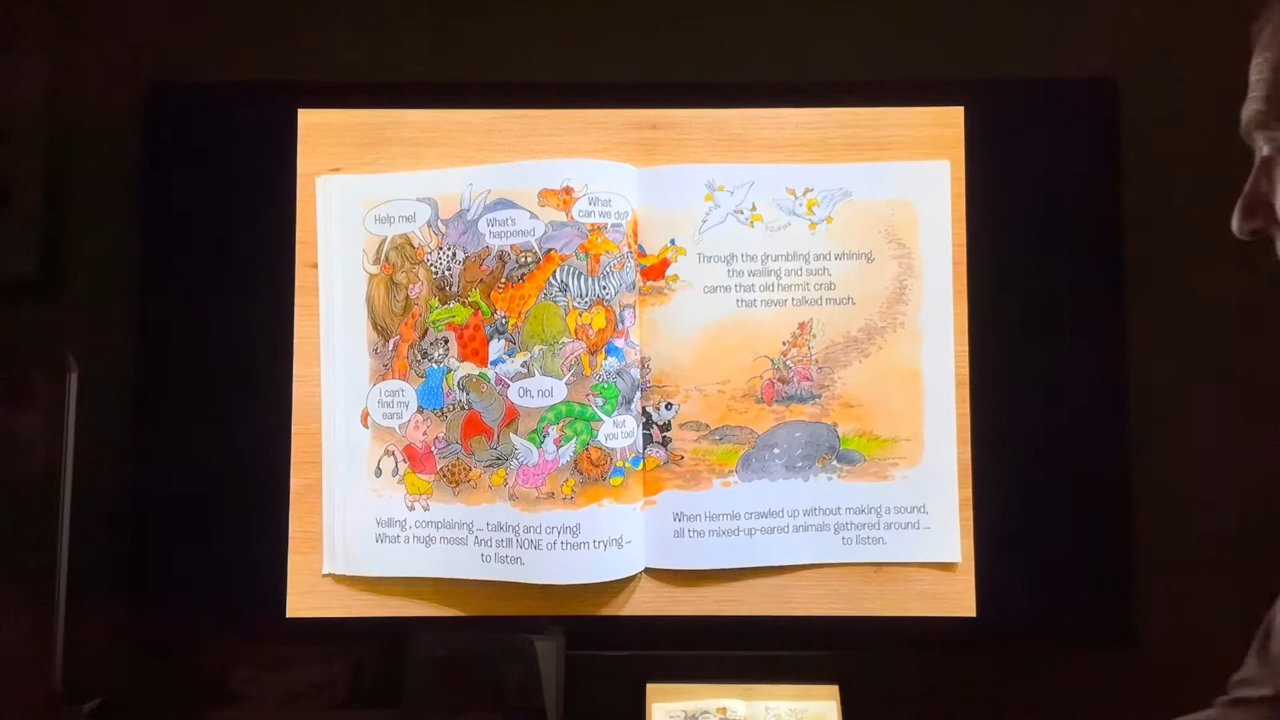 Help me!
What's
happened
What
can we do?
I can't
find my
ears!
Oh, no!
Not
you too!
Yelling, complaining ... talking and crying!
What a huge mess! And still NONE of them trying ...
to listen.
SQUAWK
Through the grumbling and whining,
the wailing and such,
came that old hermit crab
that never talked much.
When Hermie crawled up without making a sound,
all the mixed-up-eared animals gathered around ...
to listen.